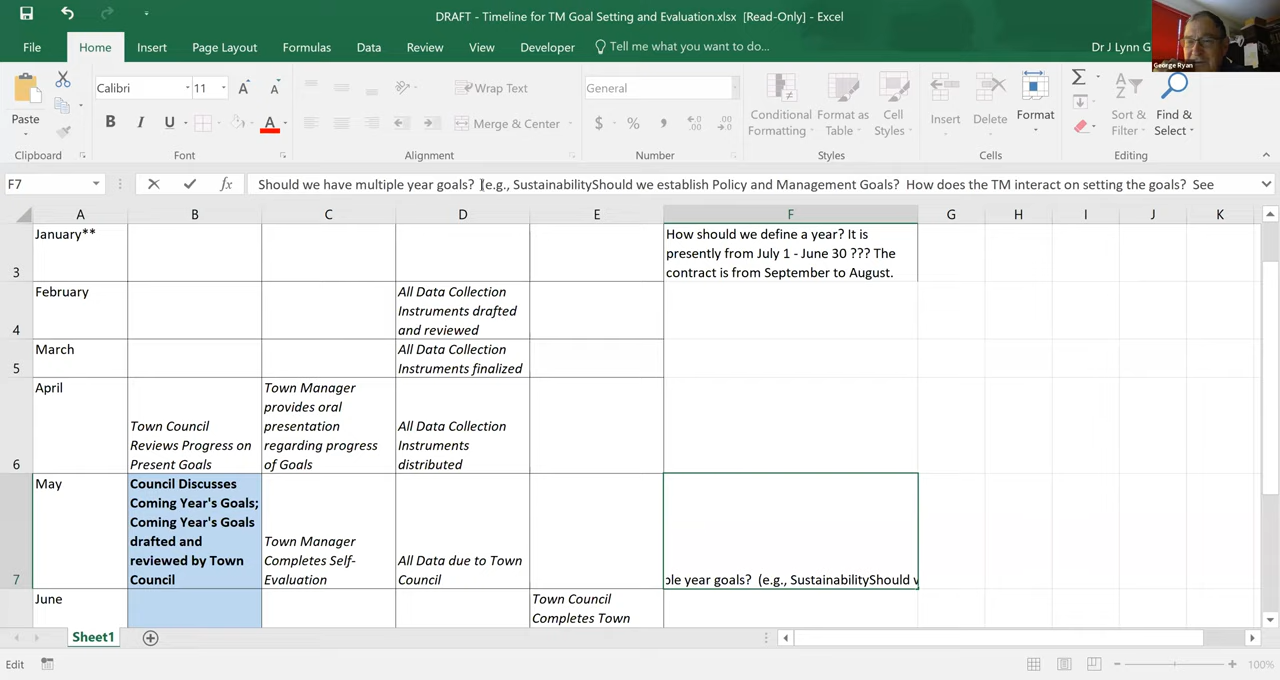 DRAFT - Timeline for TM Goal Setting and Evaluation.xlsx [Read-Only] - Excel
George Ryan
File Home Insert Page Layout Formulas Data Review View Developer Tell me what you want to do... Dr J Lynn G
Paste
Clipboard
Calibri 11
B I U A
Font
Wrap Text
Merge & Center
Alignment
General
$ % ,
Number
Conditional Formatting
Format as Table
Cell Styles
Styles
Insert Delete Format
Cells
Sort & Filter
Find & Select
Editing
F7 fx Should we have multiple year goals? (e.g., SustainabilityShould we establish Policy and Management Goals? How does the TM interact on setting the goals? See
A B C D E F G H I J K
3
January**
How should we define a year? It is
presently from July 1 - June 30 ??? The
contract is from September to August.
4
February
All Data Collection
Instruments drafted
and reviewed
5
March
All Data Collection
Instruments finalized
6
April
Town Council
Reviews Progress on
Present Goals
Town Manager
provides oral
presentation
regarding progress
of Goals
All Data Collection
Instruments
distributed
7
May
Council Discusses
Coming Year's Goals;
Coming Year's Goals
drafted and
reviewed by Town
Council
Town Manager
Completes Self-
Evaluation
All Data due to Town
Council
ple year goals? (e.g., SustainabilityShould w
June
Town Council
Completes Town
Sheet1
Edit
100%